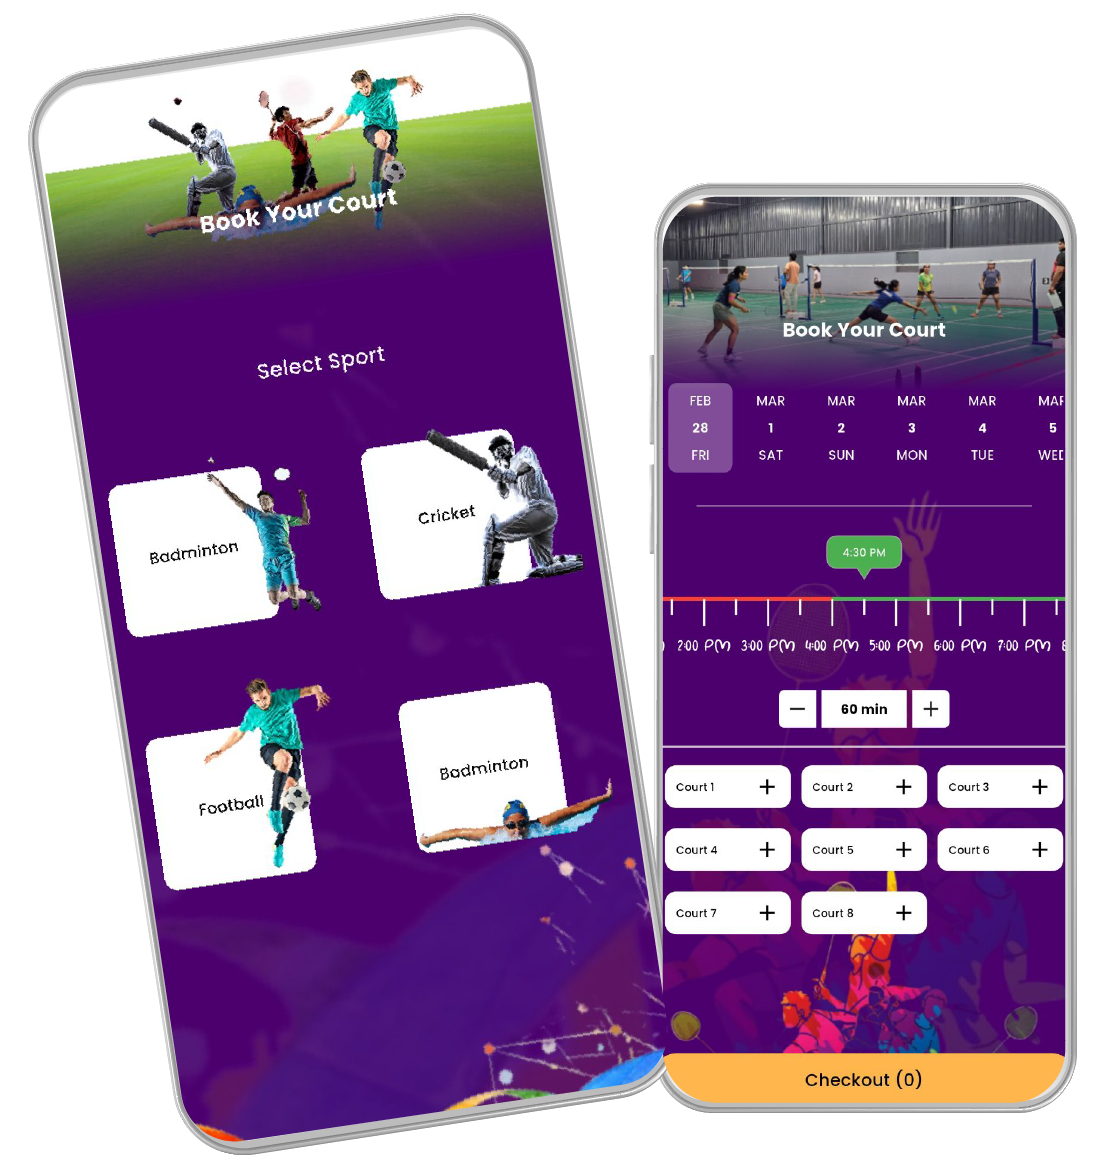 Book Your Court
Select Sport
Badminton
Cricket
Football
Badminton
Book Your Court
FEB MAR MAR MAR MAR MAR
28 1 2 3 4 5
FRI SAT SUN MON TUE WED
4:30 PM
2:00 PM 3:00 PM 4:00 PM 5:00 PM 6:00 PM 7:00 PM 8
− 60 min +
Court 1 + Court 2 + Court 3 +
Court 4 + Court 5 + Court 6 +
Court 7 + Court 8 +
Checkout (0)